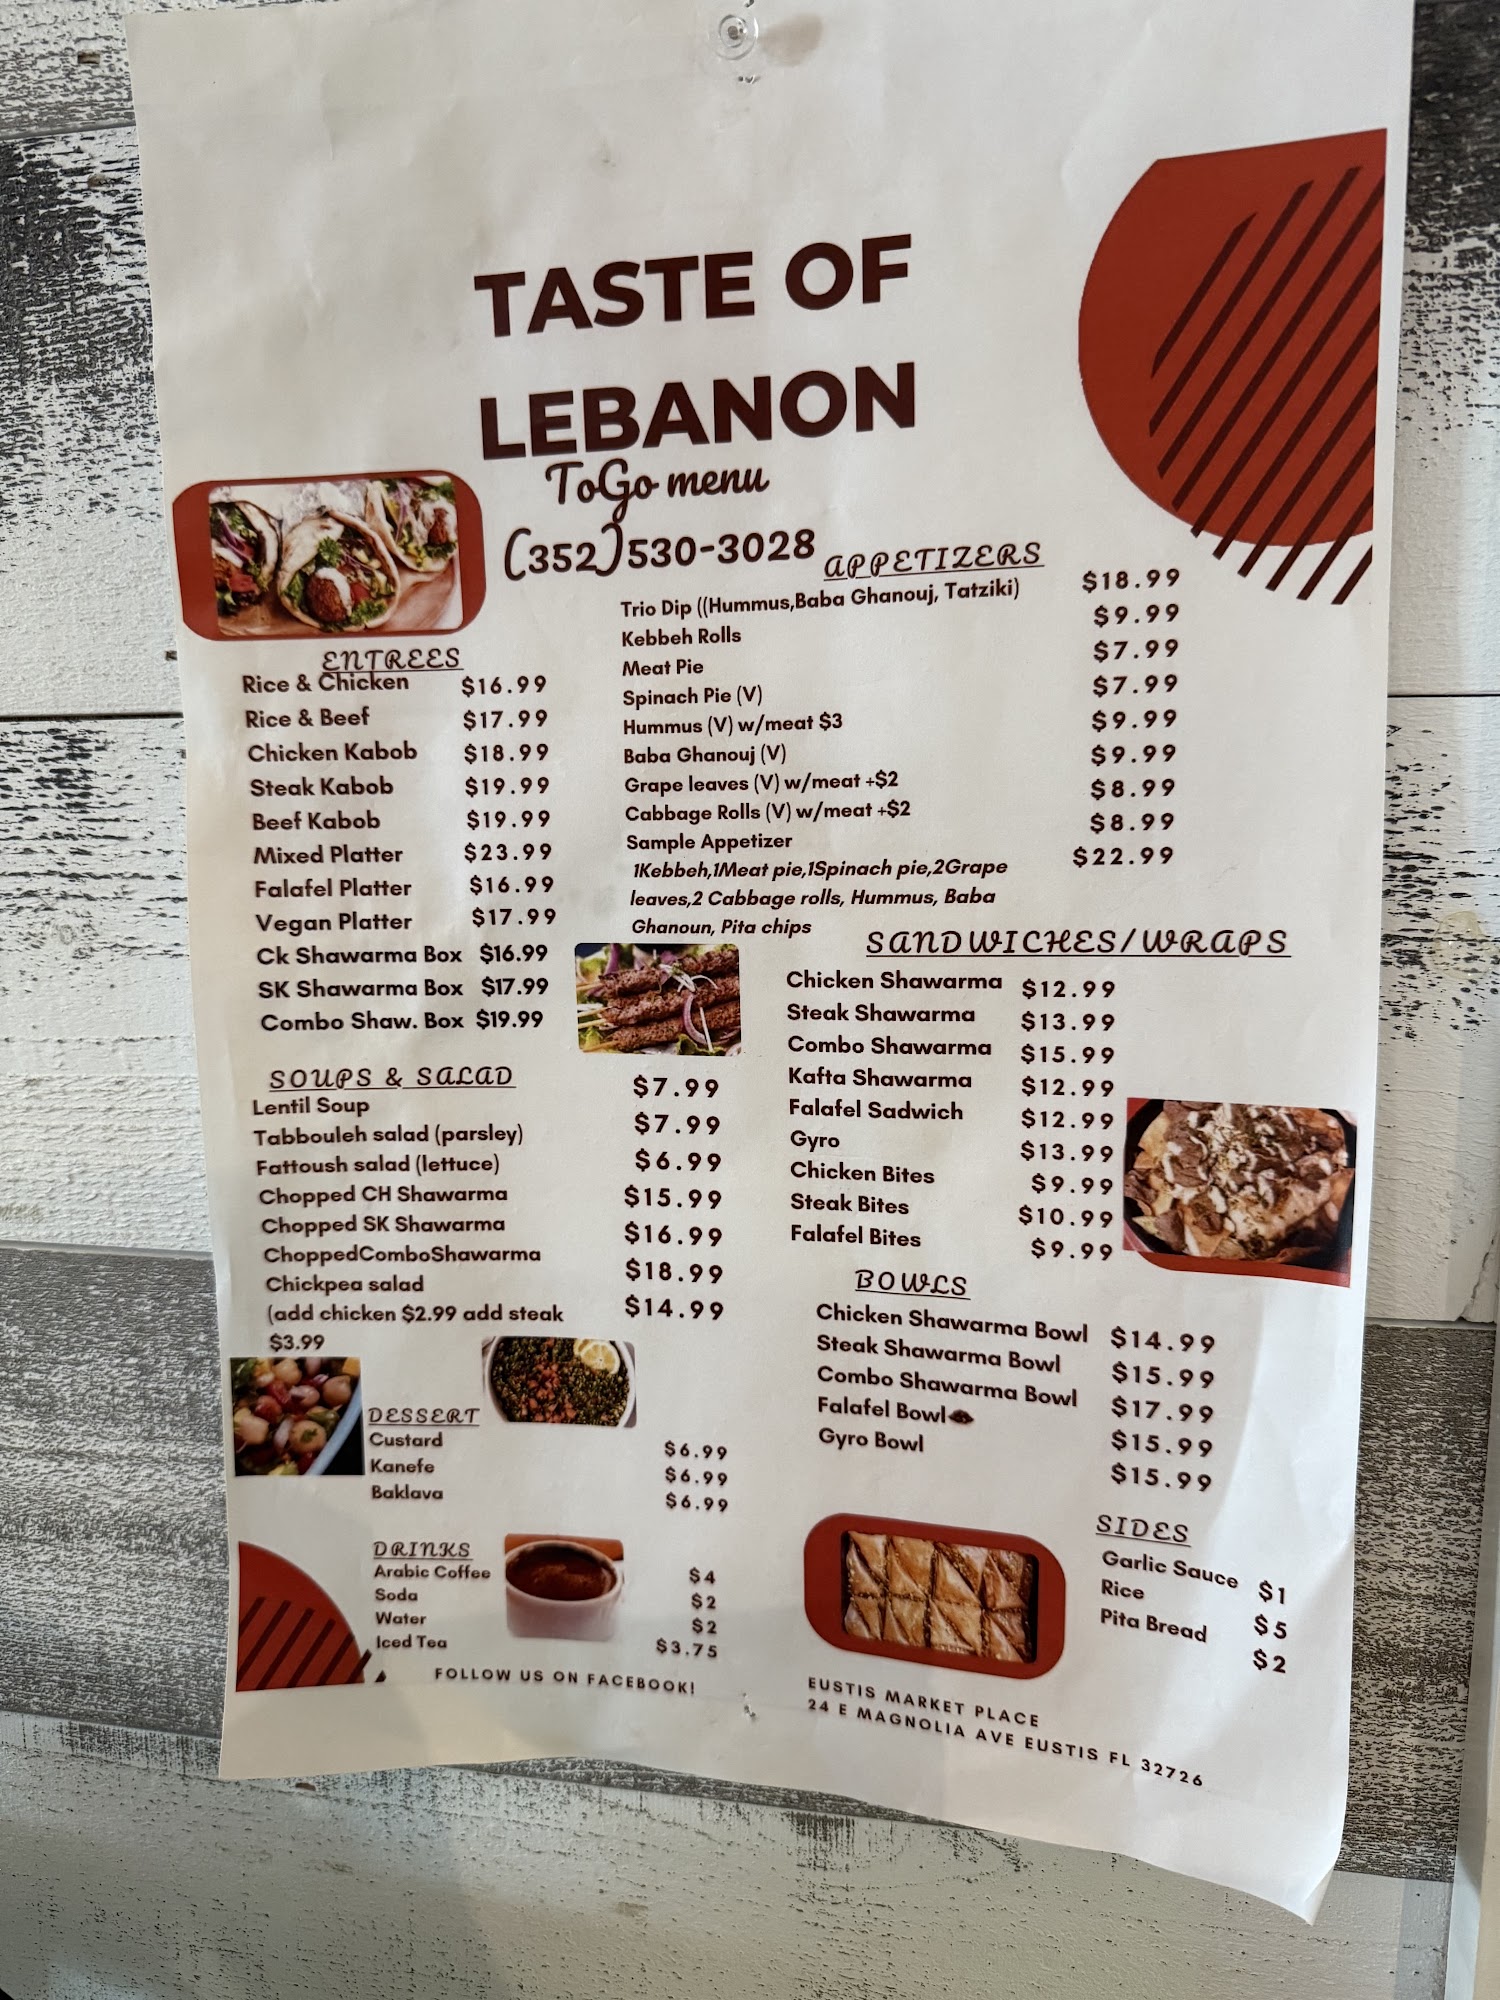 TASTE OF
LEBANON
ToGo menu
(352)530-3028
APPETIZERS
Trio Dip ((Hummus,Baba Ghanouj, Tatziki) $18.99
Kebbeh Rolls $9.99
Meat Pie $7.99
Spinach Pie (V) $7.99
Hummus (V) w/meat $3 $9.99
Baba Ghanouj (V) $9.99
Grape leaves (V) w/meat +$2 $8.99
Cabbage Rolls (V) w/meat +$2 $8.99
Sample Appetizer $22.99
1Kebbeh,1Meat pie,1Spinach pie,2Grape
leaves,2 Cabbage rolls, Hummus, Baba
Ghanoun, Pita chips
ENTREES
Rice & Chicken $16.99
Rice & Beef $17.99
Chicken Kabob $18.99
Steak Kabob $19.99
Beef Kabob $19.99
Mixed Platter $23.99
Falafel Platter $16.99
Vegan Platter $17.99
Ck Shawarma Box $16.99
SK Shawarma Box $17.99
Combo Shaw. Box $19.99
SOUPS & SALAD
Lentil Soup $7.99
Tabbouleh salad (parsley) $7.99
Fattoush salad (lettuce) $6.99
Chopped CH Shawarma $15.99
Chopped SK Shawarma $16.99
ChoppedComboShawarma $18.99
Chickpea salad $14.99
(add chicken $2.99 add steak
$3.99
DESSERT
Custard $6.99
Kanefe $6.99
Baklava $6.99
DRINKS
Arabic Coffee $4
Soda $2
Water $2
Iced Tea $3.75
FOLLOW US ON FACEBOOK!
SANDWICHES/WRAPS
Chicken Shawarma $12.99
Steak Shawarma $13.99
Combo Shawarma $15.99
Kafta Shawarma $12.99
Falafel Sadwich $12.99
Gyro $13.99
Chicken Bites $9.99
Steak Bites $10.99
Falafel Bites $9.99
BOWLS
Chicken Shawarma Bowl $14.99
Steak Shawarma Bowl $15.99
Combo Shawarma Bowl $17.99
Falafel Bowl $15.99
Gyro Bowl $15.99
SIDES
Garlic Sauce $1
Rice $5
Pita Bread $2
EUSTIS MARKET PLACE
24 E MAGNOLIA AVE EUSTIS FL 32726